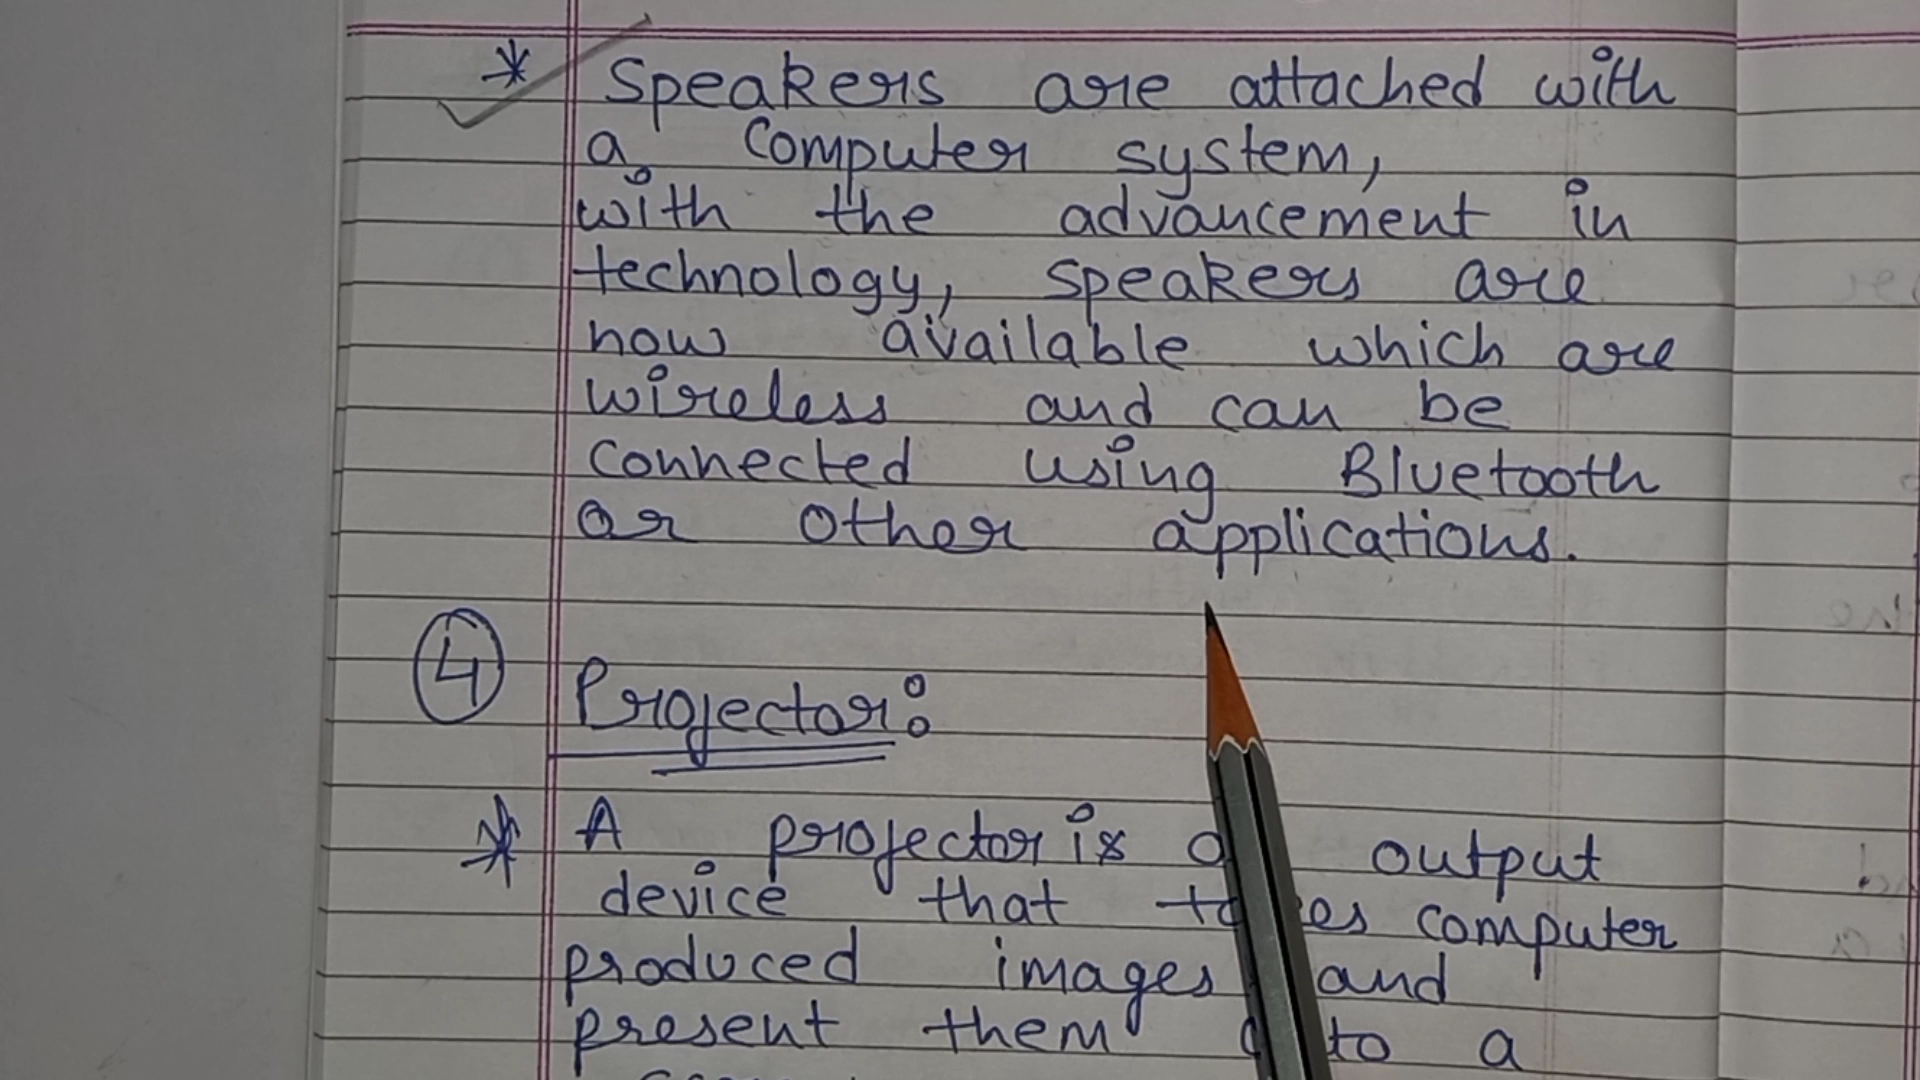 * Speakers are attached with
a computer system,
with the advancement in
technology, speakers are
now available which are
wireless and can be
connected using Bluetooth
or other applications.
4 Projector:
* A projector is output
device that computer
produced images and
present them to a